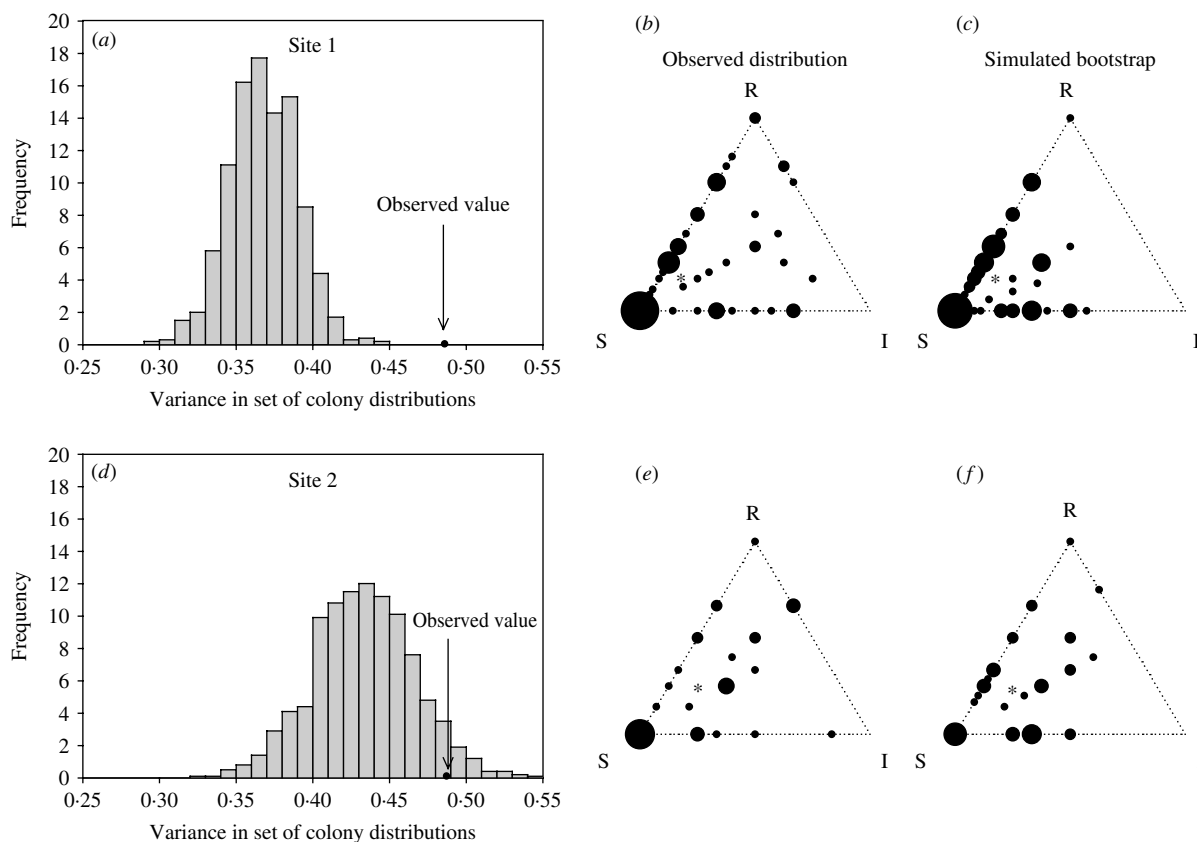 (a) Site 1
Frequency
20
18
16
14
12
10
8
6
4
2
0
Observed value
0·25 0·30 0·35 0·40 0·45 0·50 0·55
Variance in set of colony distributions
(b)
Observed distribution
R
*
S I
(c)
Simulated bootstrap
R
*
S I
(d) Site 2
Frequency
20
18
16
14
12
10
8
6
4
2
0
Observed value
0·25 0·30 0·35 0·40 0·45 0·50 0·55
Variance in set of colony distributions
(e)
R
*
S I
(f)
R
*
S I